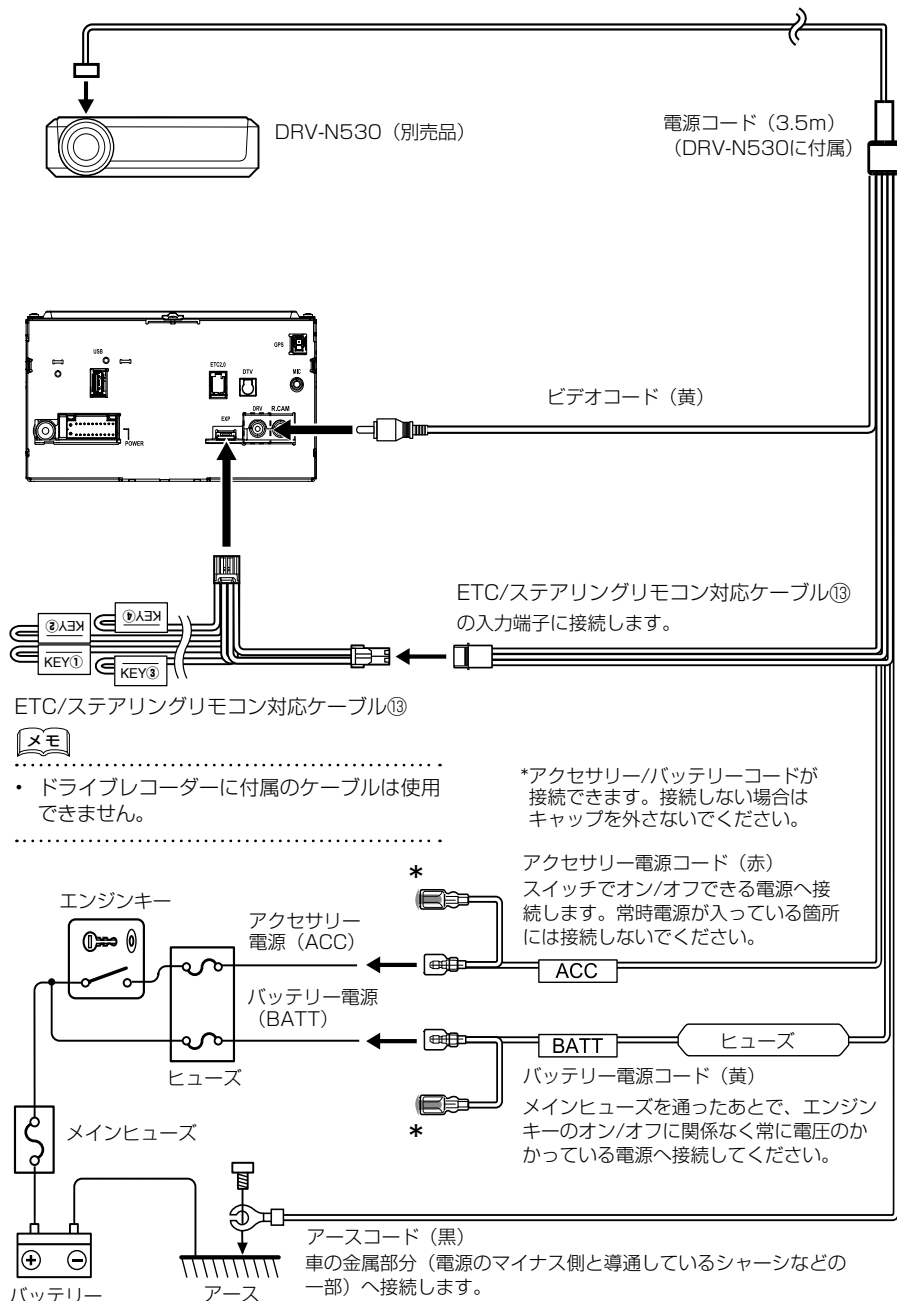 DRV-N530（別売品）
電源コード（3.5m）
（DRV-N530に付属）
GPS
USB
ETC2.0
DTV
MIC
EXP
DRV
R.CAM
POWER
ビデオコード（黄）
ETC/ステアリングリモコン対応ケーブル⑬
の入力端子に接続します。
KEY②
KEY④
KEY①
KEY③
ETC/ステアリングリモコン対応ケーブル⑬
メモ
• ドライブレコーダーに付属のケーブルは使用
できません。
*アクセサリー/バッテリーコードが
接続できます。接続しない場合は
キャップを外さないでください。
アクセサリー電源コード（赤）
スイッチでオン/オフできる電源へ接
続します。常時電源が入っている箇所
には接続しないでください。
*
エンジンキー
アクセサリー
電源（ACC）
ACC
バッテリー電源
（BATT）
BATT
ヒューズ
ヒューズ
バッテリー電源コード（黄）
メインヒューズを通ったあとで、エンジン
キーのオン/オフに関係なく常に電圧のか
かっている電源へ接続してください。
*
メインヒューズ
アースコード（黒）
車の金属部分（電源のマイナス側と導通しているシャーシなどの
一部）へ接続します。
⊕ ⊖
バッテリー
アース